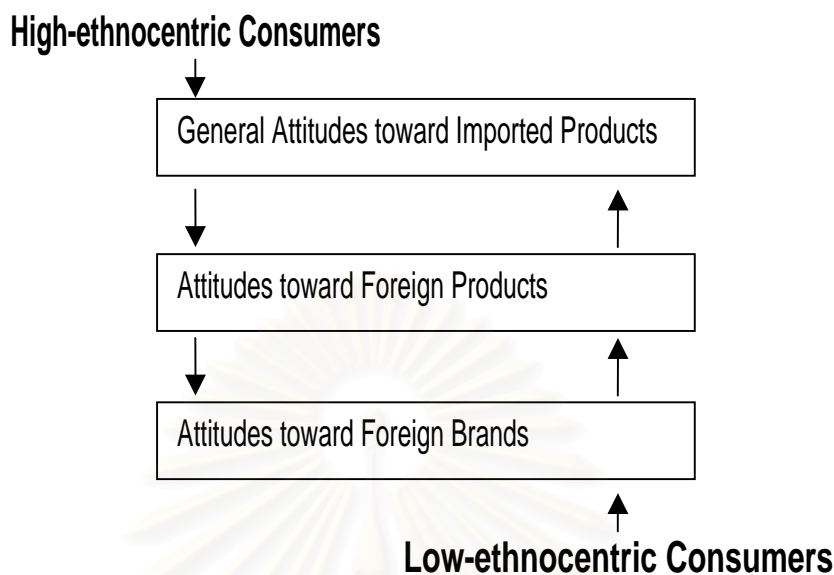 High-ethnocentric Consumers
General Attitudes toward Imported Products
Attitudes toward Foreign Products
Attitudes toward Foreign Brands
Low-ethnocentric Consumers